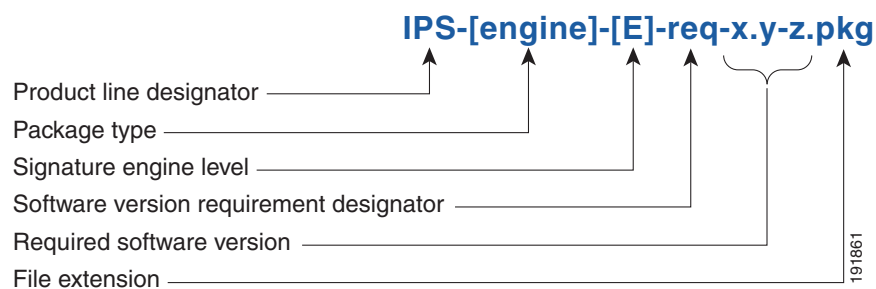 IPS-[engine]-[E]-req-x.y-z.pkg
Product line designator
Package type
Signature engine level
Software version requirement designator
Required software version
File extension
191861